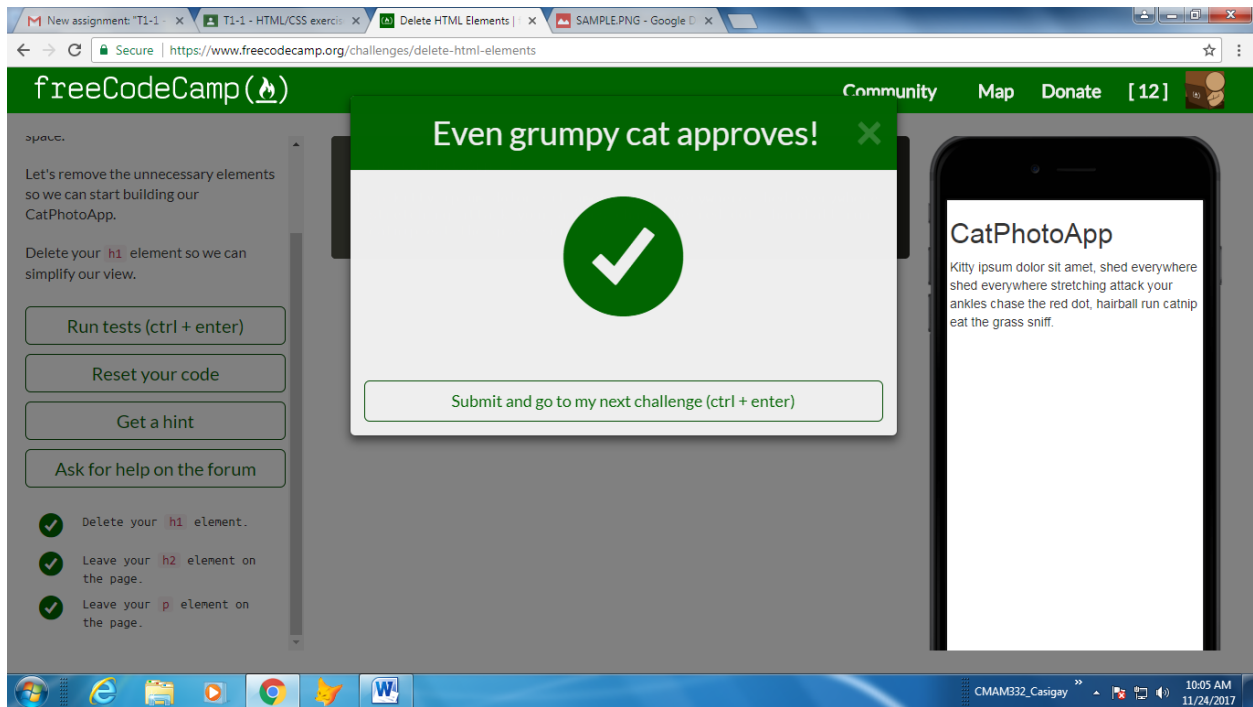 New assignment: "T1-1 -
T1-1 - HTML/CSS exercis
Delete HTML Elements |
SAMPLE.PNG - Google D
Secure | https://www.freecodecamp.org/challenges/delete-html-elements
freeCodeCamp
Community
Map
Donate
[ 12 ]
Even grumpy cat approves!
space.
Let's remove the unnecessary elements
so we can start building our
CatPhotoApp.
Delete your h1 element so we can
simplify our view.
Run tests (ctrl + enter)
Reset your code
Get a hint
Ask for help on the forum
Delete your h1 element.
Leave your h2 element on
the page.
Leave your p element on
the page.
Submit and go to my next challenge (ctrl + enter)
CatPhotoApp
Kitty ipsum dolor sit amet, shed everywhere
shed everywhere stretching attack your
ankles chase the red dot, hairball run catnip
eat the grass sniff.
CMAM332_Casigay
10:05 AM
11/24/2017